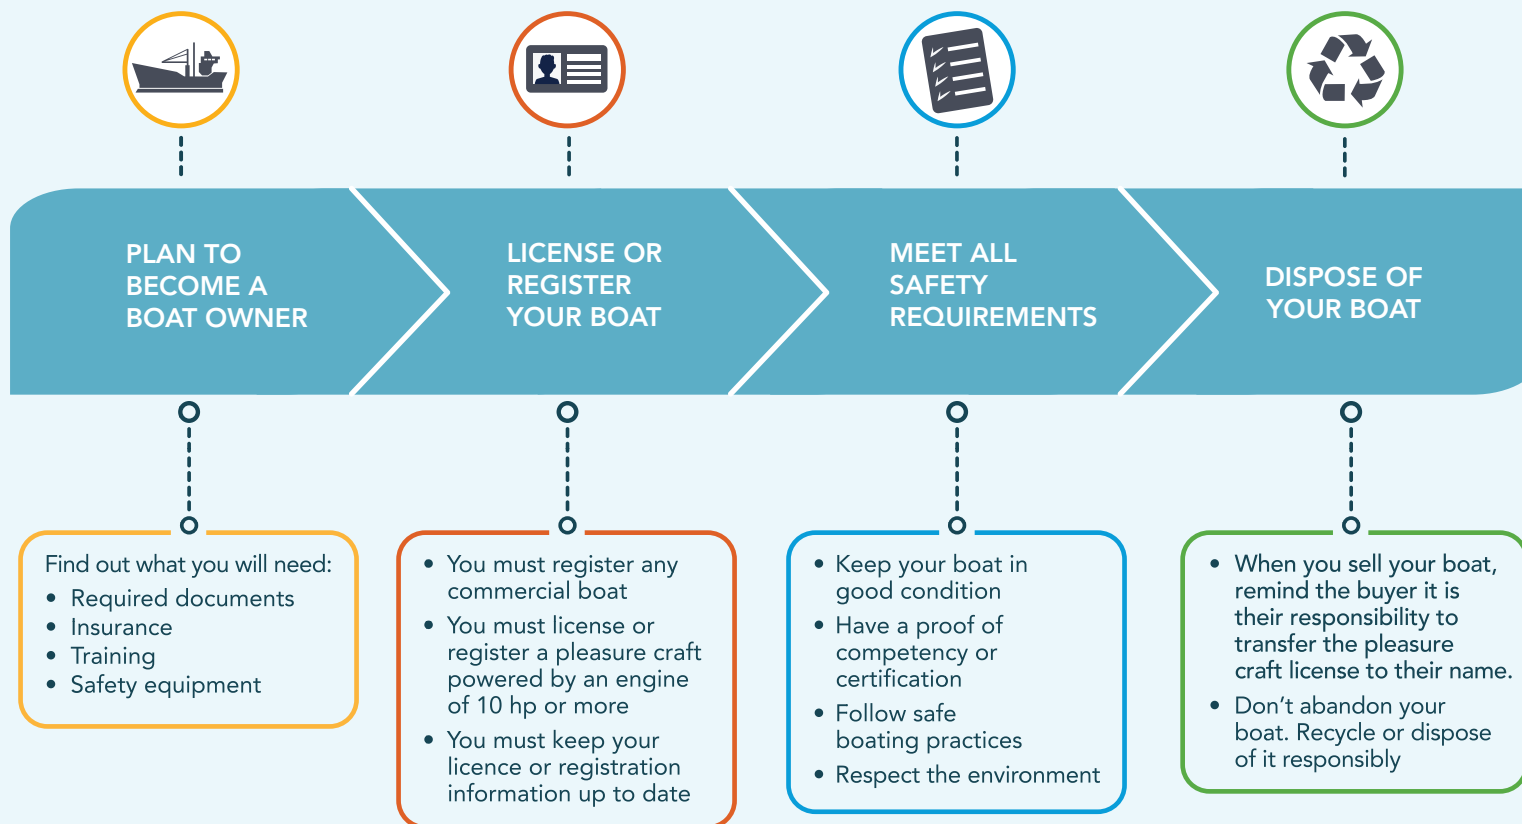 PLAN TO
BECOME A
BOAT OWNER
LICENSE OR
REGISTER
YOUR BOAT
MEET ALL
SAFETY
REQUIREMENTS
DISPOSE OF
YOUR BOAT
Find out what you will need:
• Required documents
• Insurance
• Training
• Safety equipment
• You must register any
commercial boat
• You must license or
register a pleasure craft
powered by an engine
of 10 hp or more
• You must keep your
licence or registration
information up to date
• Keep your boat in
good condition
• Have a proof of
competency or
certification
• Follow safe
boating practices
• Respect the environment
• When you sell your boat,
remind the buyer it is
their responsibility to
transfer the pleasure
craft license to their name.
• Don't abandon your
boat. Recycle or dispose
of it responsibly